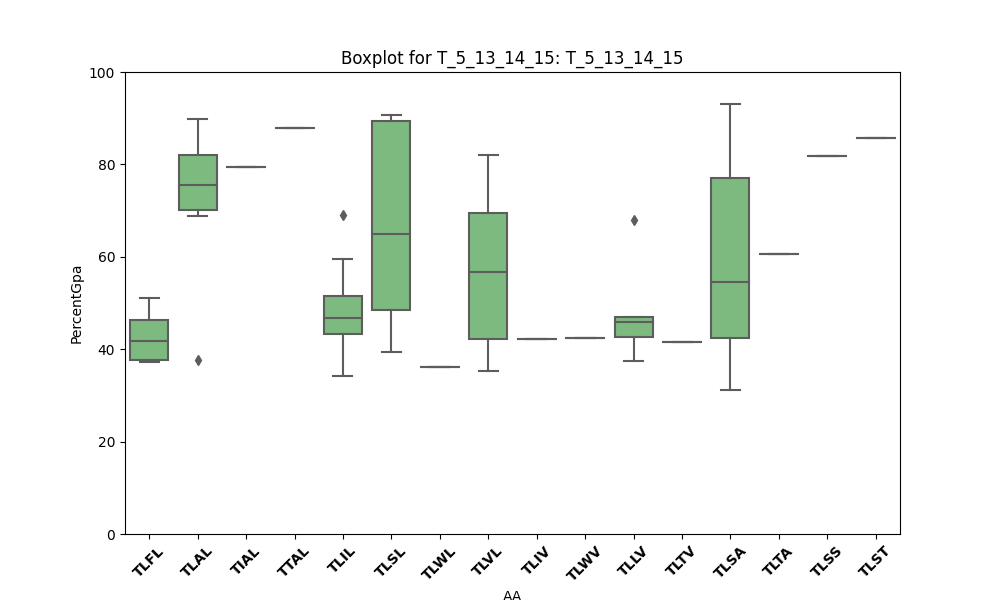 Boxplot for T_5_13_14_15: T_5_13_14_15
PercentGpa
100
80
60
40
20
0
TLFL TLAL TIAL TTAL TLIL TLSL TLWL TLVL TLIV TLWV TLLV TLTV TLSA TLTA TLSS TLST
AA